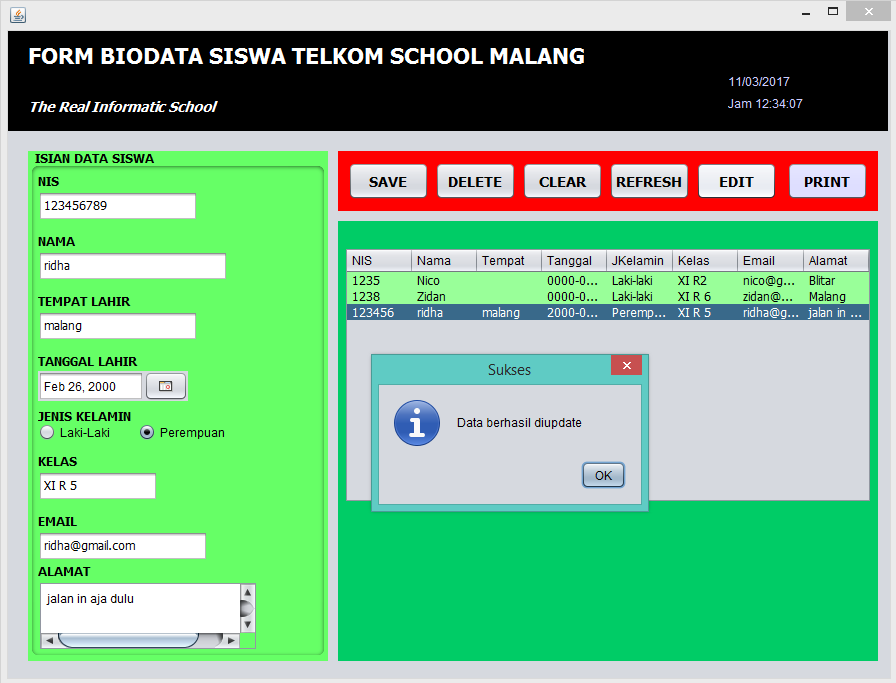 FORM BIODATA SISWA TELKOM SCHOOL MALANG
The Real Informatic School
11/03/2017
Jam 12:34:07
ISIAN DATA SISWA
NIS
123456789
NAMA
ridha
TEMPAT LAHIR
malang
TANGGAL LAHIR
Feb 26, 2000
JENIS KELAMIN
Laki-Laki Perempuan
KELAS
XI R 5
EMAIL
ridha@gmail.com
ALAMAT
jalan in aja dulu
SAVE DELETE CLEAR REFRESH EDIT PRINT
NIS Nama Tempat Tanggal JKelamin Kelas Email Alamat
1235 Nico 0000-0... Laki-laki XI R2 nico@g... Blitar
1238 Zidan 0000-0... Laki-laki XI R 6 zidan@... Malang
123456 ridha malang 2000-0... Peremp... XI R 5 ridha@g... jalan in ...
Sukses
Data berhasil diupdate
OK